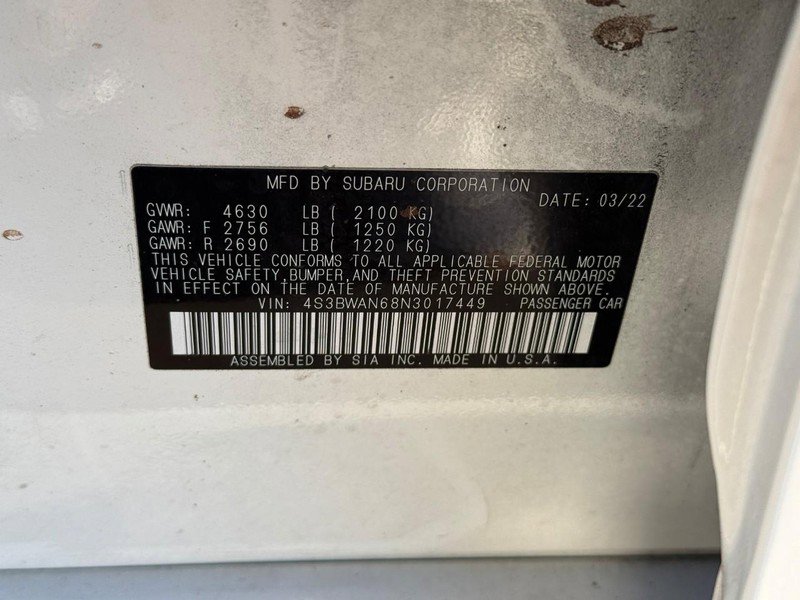 MFD BY SUBARU CORPORATION
DATE: 03/22
GVWR: 4630 LB ( 2100 KG)
GAWR: F 2756 LB ( 1250 KG)
GAWR: R 2690 LB ( 1220 KG)
THIS VEHICLE CONFORMS TO ALL APPLICABLE FEDERAL MOTOR
VEHICLE SAFETY,BUMPER,AND THEFT PREVENTION STANDARDS
IN EFFECT ON THE DATE OF MANUFACTURE SHOWN ABOVE.
VIN: 4S3BWAN68N3017449 PASSENGER CAR
ASSEMBLED BY SIA INC. MADE IN U.S.A.